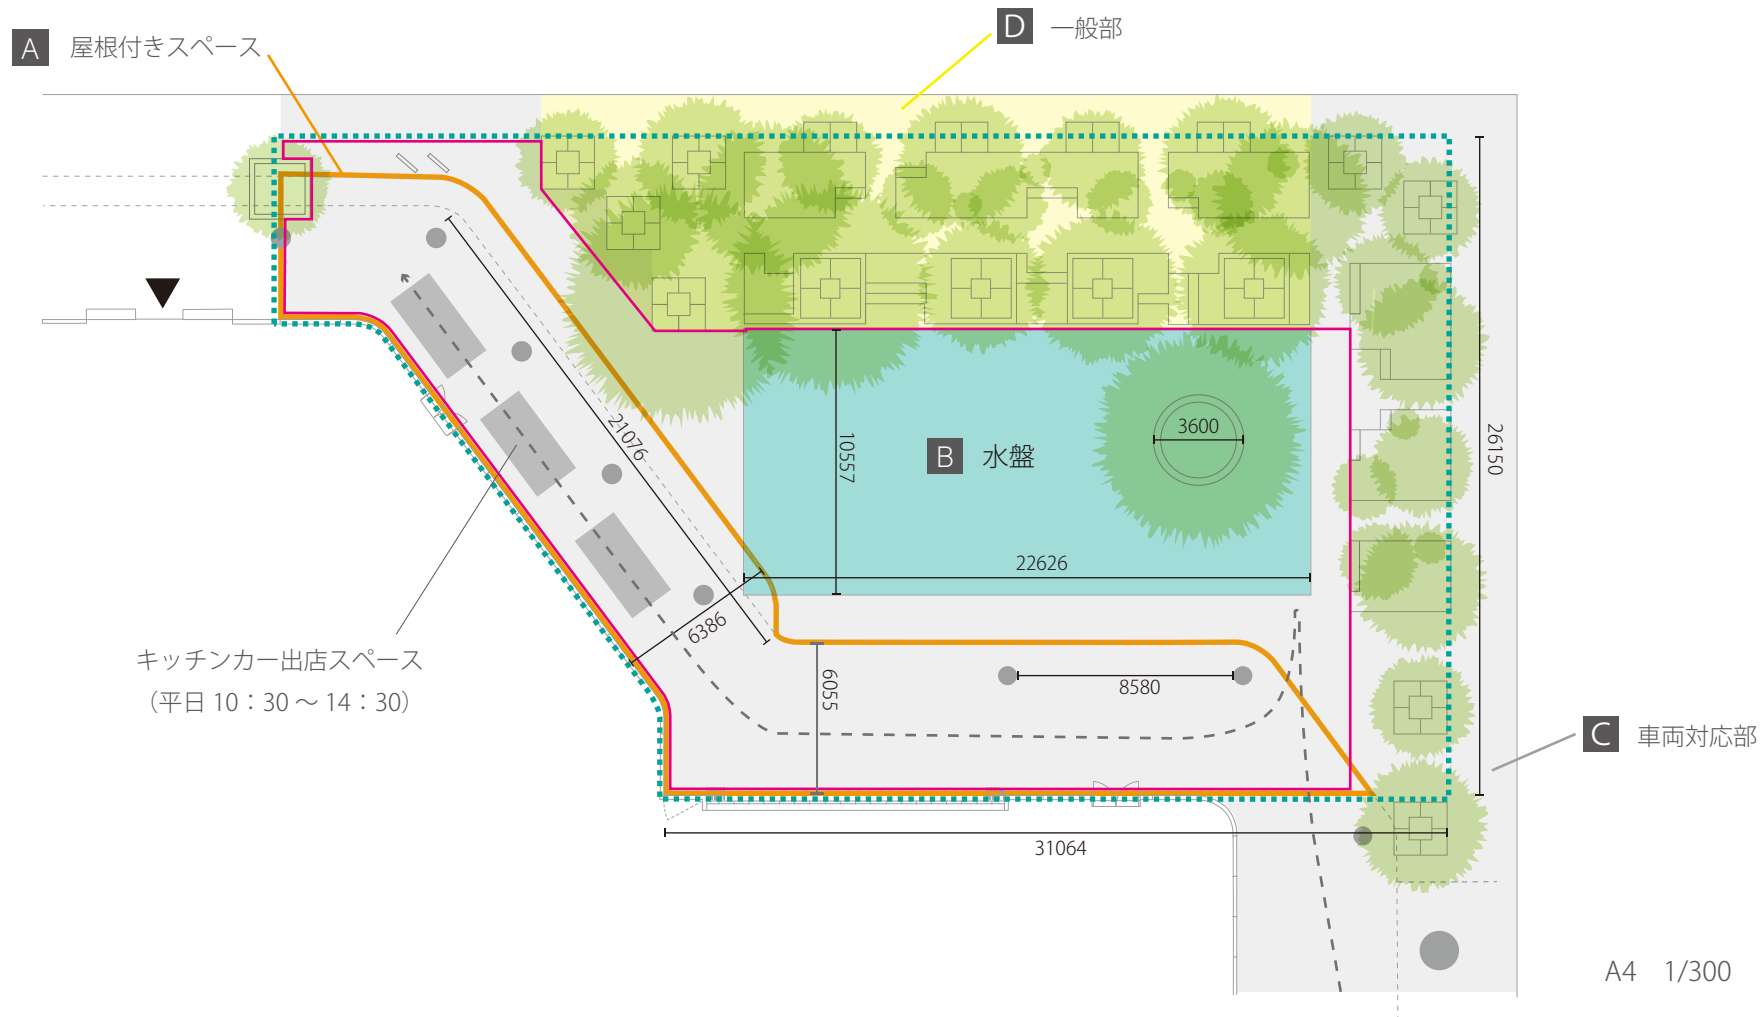 A 屋根付きスペース
D 一般部
21076
10557
B 水盤
3600
26150
22626
6386
キッチンカー出店スペース
（平日 10：30 ～ 14：30）
6055
8580
C 車両対応部
31064
A4 1/300